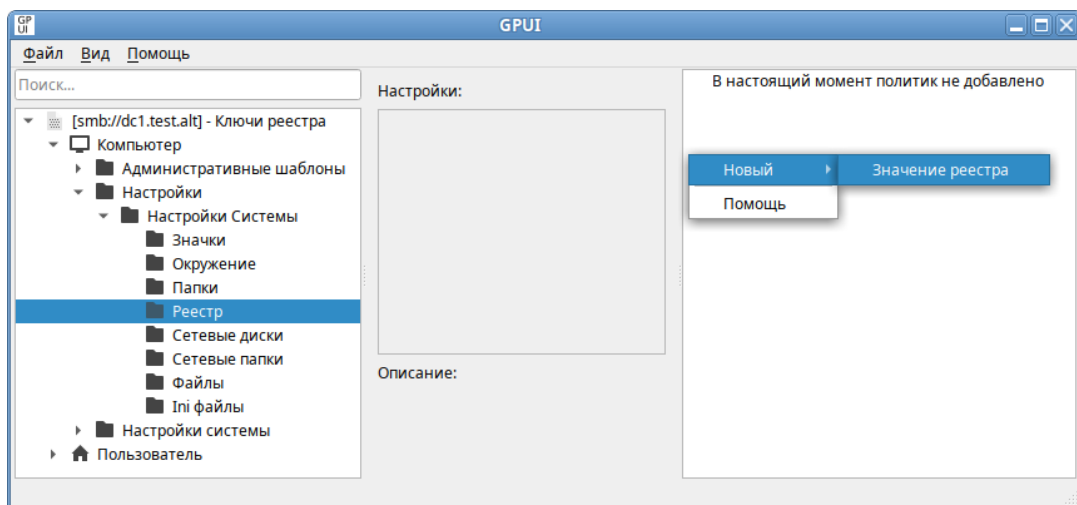 GPUI
GPUI
Файл Вид Помощь
Поиск...
[smb://dc1.test.alt] - Ключи реестра
Компьютер
Административные шаблоны
Настройки
Настройки Системы
Значки
Окружение
Папки
Реестр
Сетевые диски
Сетевые папки
Файлы
Ini файлы
Настройки системы
Пользователь
Настройки:
Описание:
В настоящий момент политик не добавлено
Новый
Значение реестра
Помощь